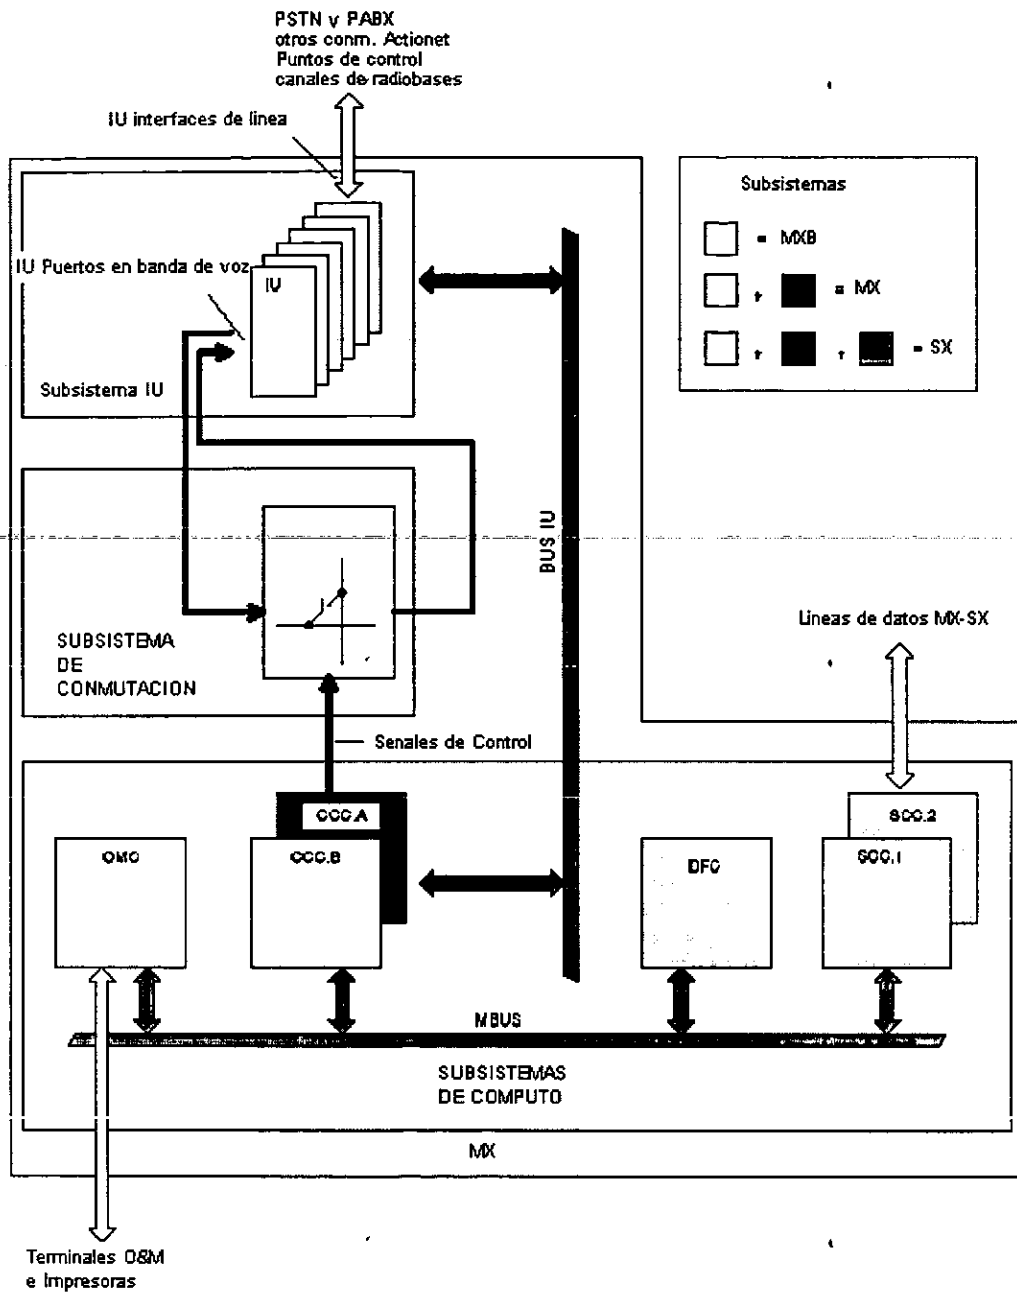 PSTN y PABX
otros conm. Actionet
Puntos de control
canales de radiobases
IU interfaces de linea
Subsistemas
= MXB
+ = MX
+ + = SX
IU Puertos en banda de voz
IU
Subsistema IU
BUS IU
SUBSISTEMA
DE
CONMUTACION
Lineas de datos MX-SX
Senales de Control
CCC.A
CCC.B
OMC
DFC
SCC.2
SCC.1
MBUS
SUBSISTEMAS
DE COMPUTO
MX
Terminales O&M
e Impresoras